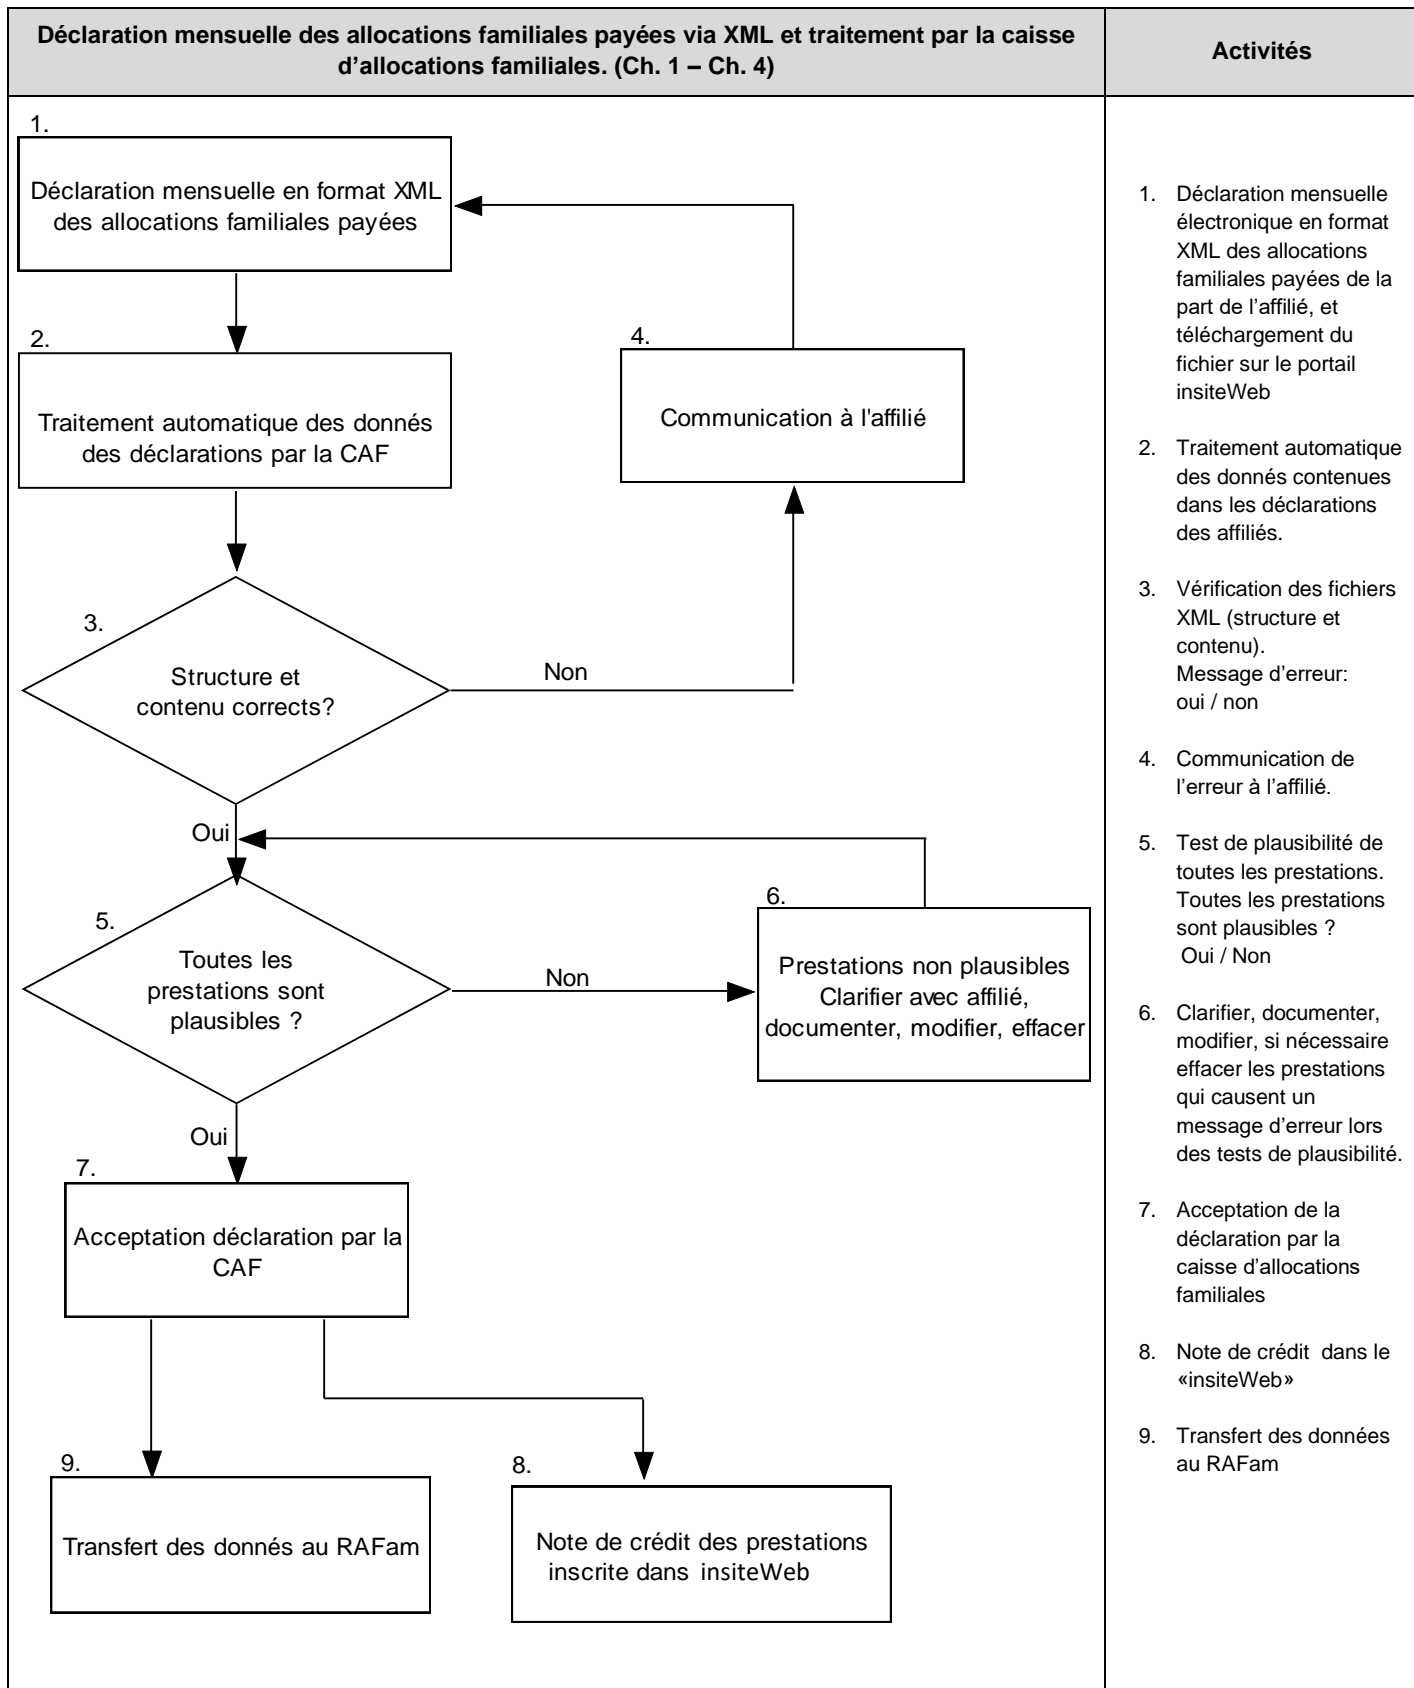 Déclaration mensuelle des allocations familiales payées via XML et traitement par la caisse
d’allocations familiales. (Ch. 1 – Ch. 4)
Activités
1.
Déclaration mensuelle en format XML
des allocations familiales payées
2.
Traitement automatique des donnés
des déclarations par la CAF
4.
Communication à l'affilié
3.
Structure et
contenu corrects?
Non
Oui
5.
Toutes les
prestations sont
plausibles ?
Non
6.
Prestations non plausibles
Clarifier avec affilié,
documenter, modifier, effacer
Oui
7.
Acceptation déclaration par la
CAF
9.
Transfert des donnés au RAFam
8.
Note de crédit des prestations
inscrite dans insiteWeb
1. Déclaration mensuelle
électronique en format
XML des allocations
familiales payées de la
part de l’affilié, et
téléchargement du
fichier sur le portail
insiteWeb
2. Traitement automatique
des donnés contenues
dans les déclarations
des affiliés.
3. Vérification des fichiers
XML (structure et
contenu).
Message d’erreur:
oui / non
4. Communication de
l’erreur à l’affilié.
5. Test de plausibilité de
toutes les prestations.
Toutes les prestations
sont plausibles ?
Oui / Non
6. Clarifier, documenter,
modifier, si nécessaire
effacer les prestations
qui causent un
message d’erreur lors
des tests de plausibilité.
7. Acceptation de la
déclaration par la
caisse d’allocations
familiales
8. Note de crédit dans le
«insiteWeb»
9. Transfert des données
au RAFam